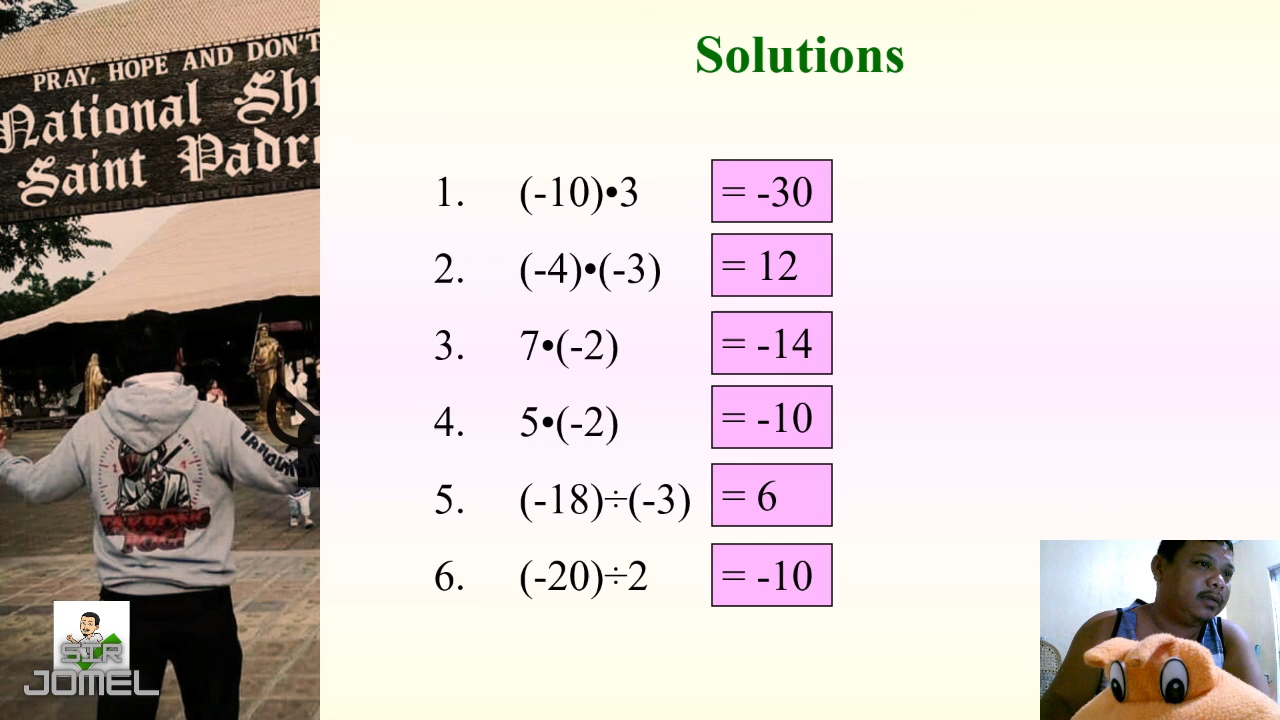 PRAY, HOPE AND DON'T
National Sh
Saint Padr
SIR
JOMEL
Solutions
1. (-10)•3 = -30
2. (-4)•(-3) = 12
3. 7•(-2) = -14
4. 5•(-2) = -10
5. (-18)÷(-3) = 6
6. (-20)÷2 = -10